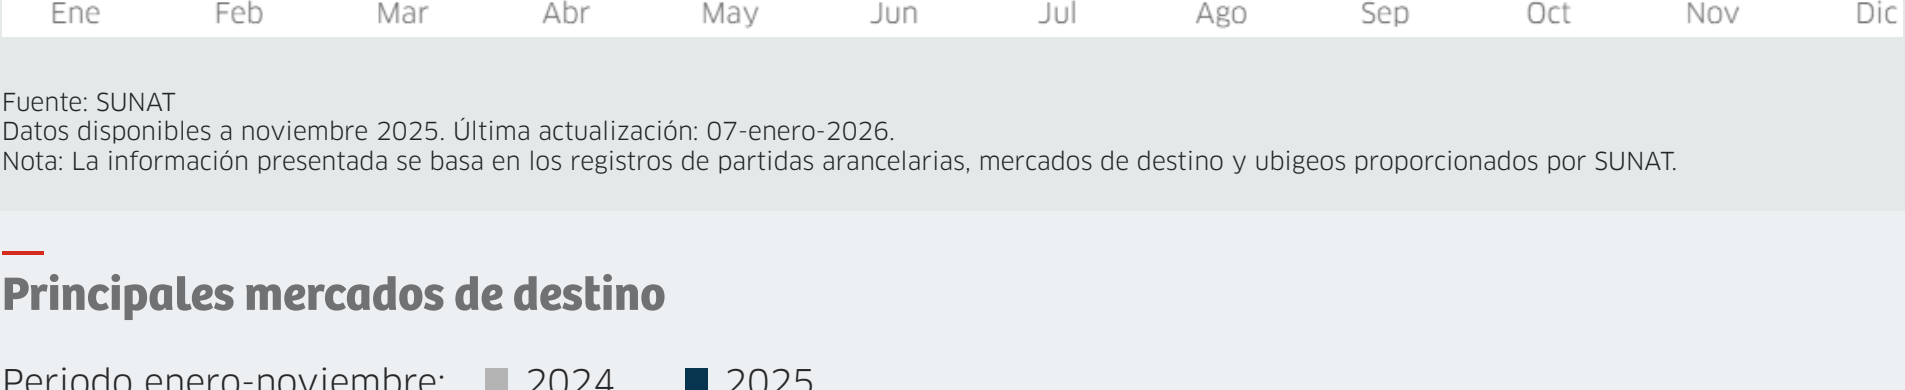 Ene Feb Mar Abr May Jun Jul Ago Sep Oct Nov Dic
Fuente: SUNAT
Datos disponibles a noviembre 2025. Última actualización: 07-enero-2026.
Nota: La información presentada se basa en los registros de partidas arancelarias, mercados de destino y ubigeos proporcionados por SUNAT.
Principales mercados de destino
Periodo enero-noviembre: 2024 2025